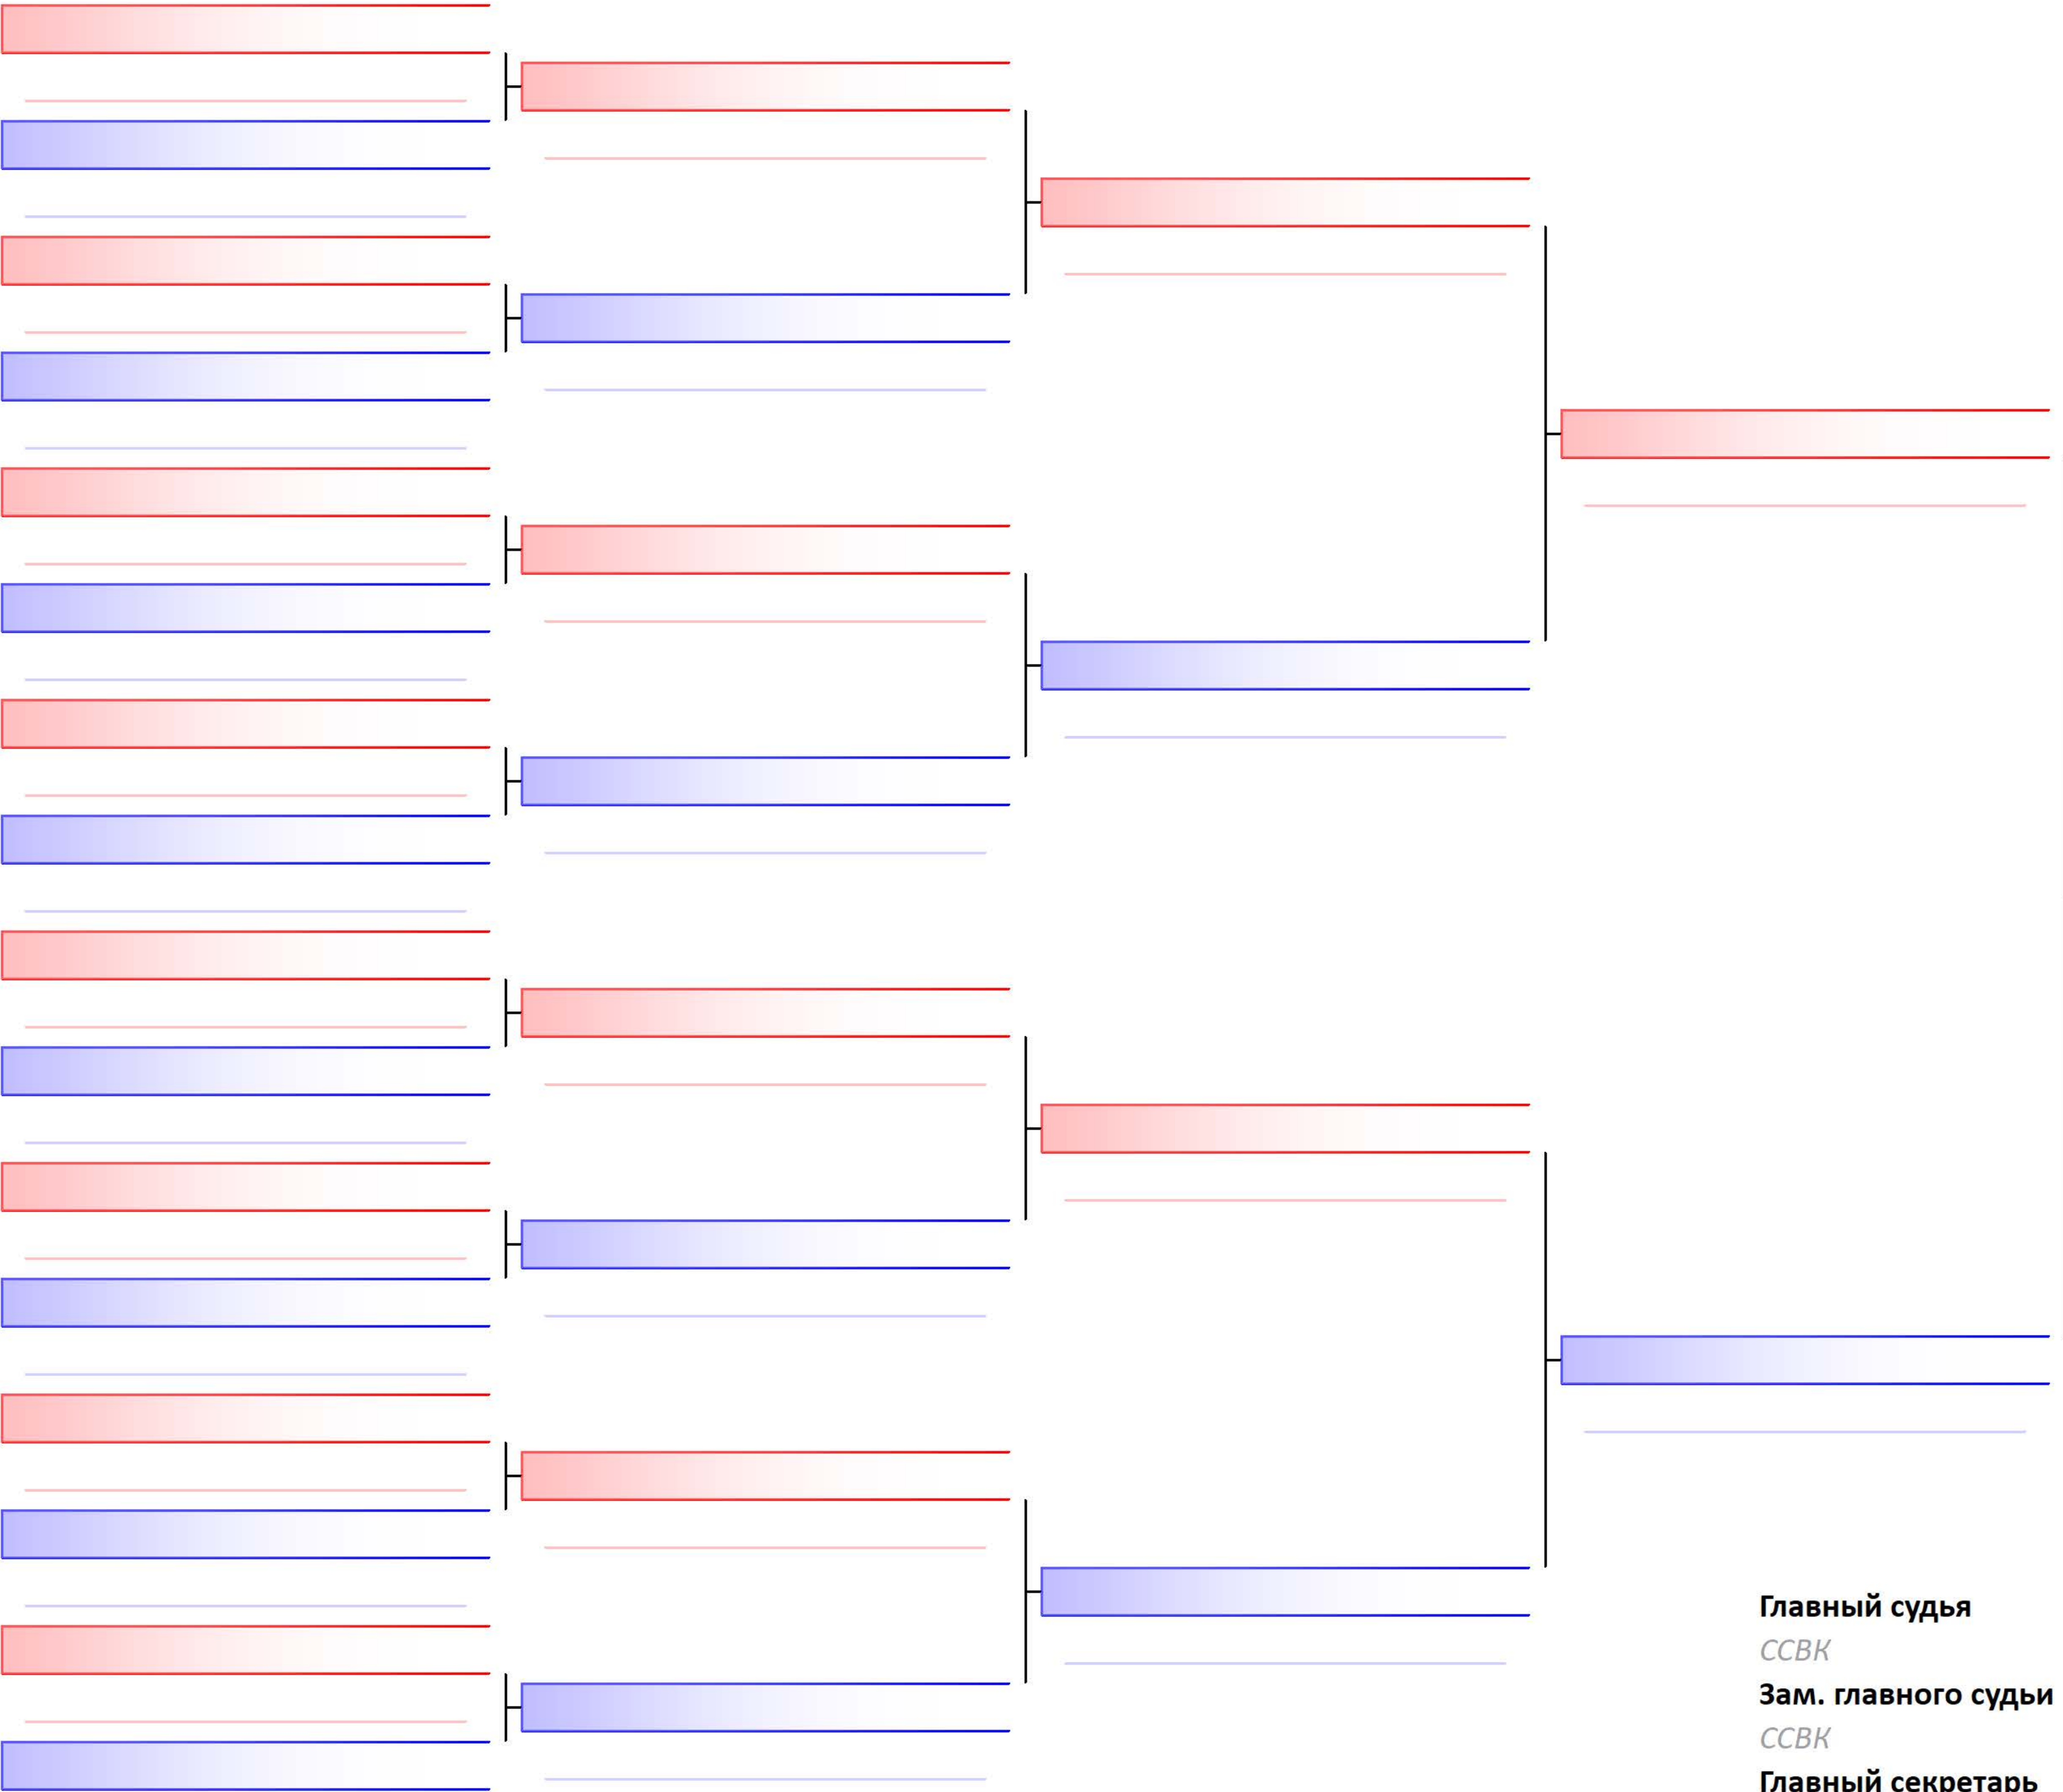 Главный судья
ССВК
Зам. главного судьи
ССВК
Главный секретарь